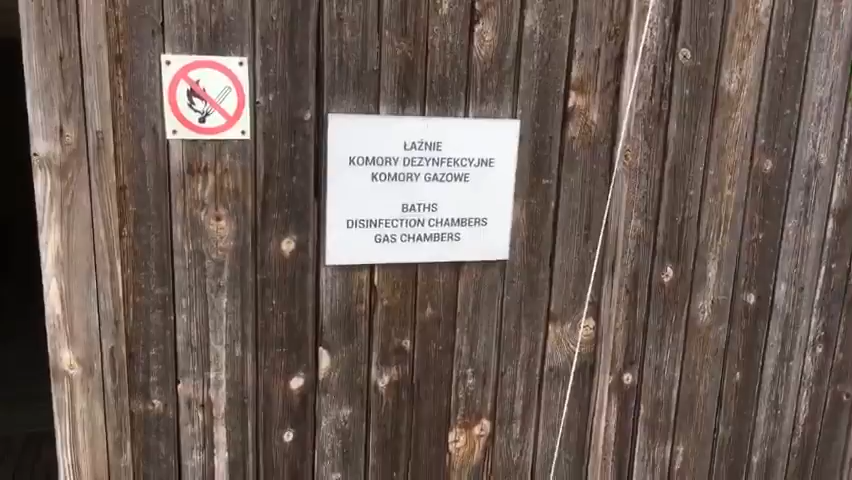 ŁAŹNIE
KOMORY DEZYNFEKCYJNE
KOMORY GAZOWE
BATHS
DISINFECTION CHAMBERS
GAS CHAMBERS